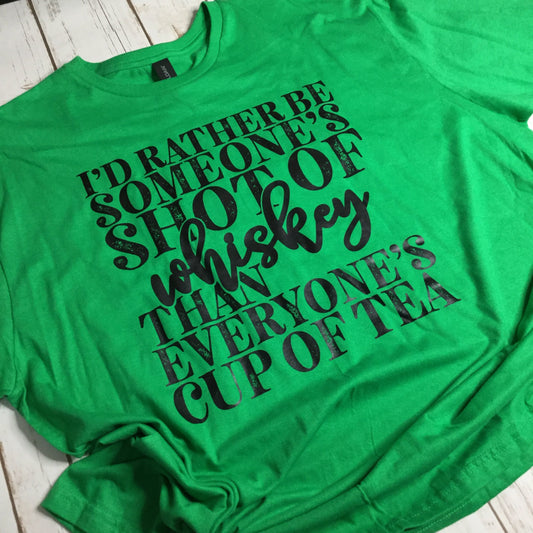 I'D RATHER BE
SOMEONE'S
SHOT OF
whiskey
THAN
EVERYONE'S
CUP OF TEA